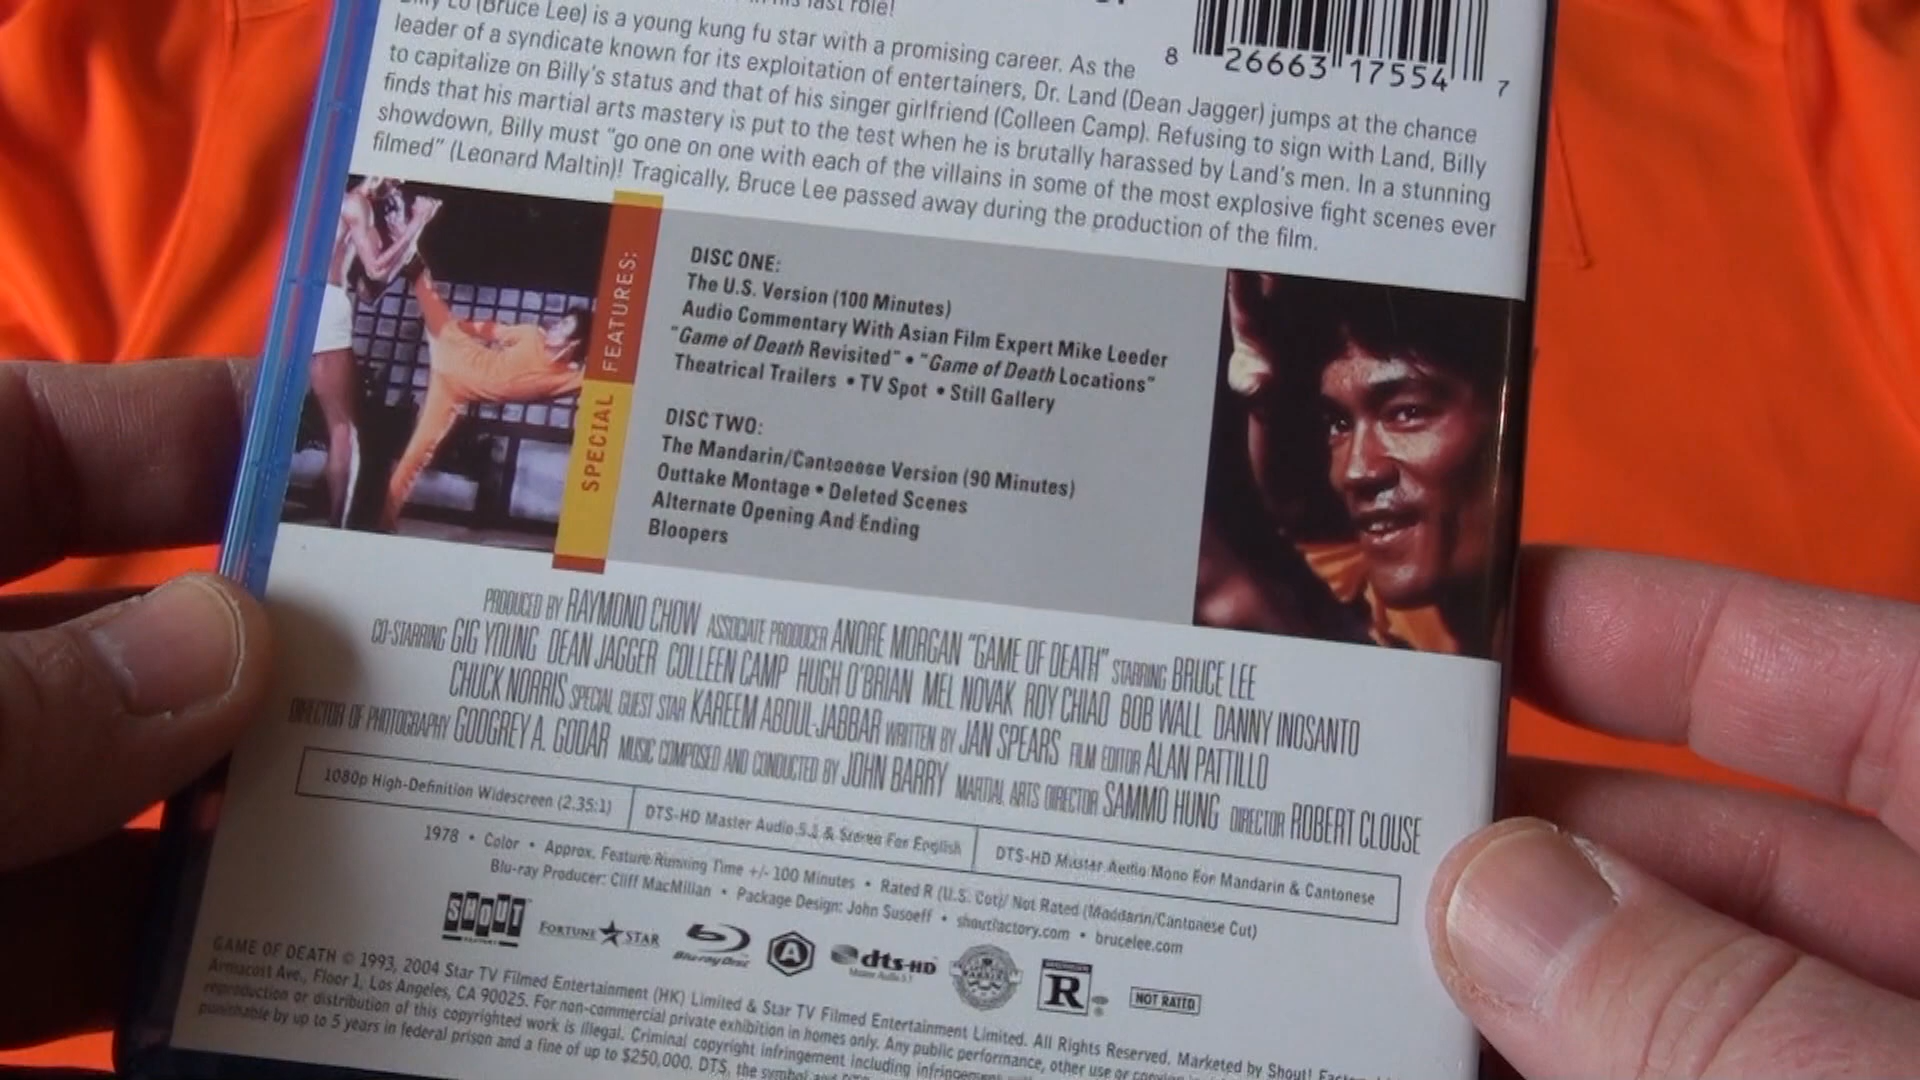 his last role!
Billy Lo (Bruce Lee) is a young kung fu star with a promising career. As the
leader of a syndicate known for its exploitation of entertainers, Dr. Land (Dean Jagger) jumps at the chance
to capitalize on Billy's status and that of his singer girlfriend (Colleen Camp). Refusing to sign with Land, Billy
finds that his martial arts mastery is put to the test when he is brutally harassed by Land's men. In a stunning
showdown, Billy must "go one on one with each of the villains in some of the most explosive fight scenes ever
filmed" (Leonard Maltin)! Tragically, Bruce Lee passed away during the production of the film.
8 26663 17554 7
SPECIAL FEATURES:
DISC ONE:
The U.S. Version (100 Minutes)
Audio Commentary With Asian Film Expert Mike Leeder
"Game of Death Revisited" • "Game of Death Locations"
Theatrical Trailers • TV Spot • Still Gallery
DISC TWO:
The Mandarin/Cantoeese Version (90 Minutes)
Outtake Montage • Deleted Scenes
Alternate Opening And Ending
Bloopers
PRODUCED BY RAYMOND CHOW ASSOCIATE PRODUCER ANDRE MORGAN "GAME OF DEATH" STARRING BRUCE LEE
CO-STARRING GIG YOUNG DEAN JAGGER COLLEEN CAMP HUGH O'BRIAN MEL NOVAK ROY CHIAO BOB WALL DANNY INOSANTO
CHUCK NORRIS SPECIAL GUEST STAR KAREEM ABDUL-JABBAR WRITTEN BY JAN SPEARS FILM EDITOR ALAN PATTILLO
DIRECTOR OF PHOTOGRAPHY GODGREY A. GODAR MUSIC COMPOSED AND CONDUCTED BY JOHN BARRY MARTIAL ARTS DIRECTOR SAMMO HUNG DIRECTOR ROBERT CLOUSE
1080p High-Definition Widescreen (2.35:1) DTS-HD Master Audio 5.1 & Stereo For English DTS-HD Master Audio Mono For Mandarin & Cantonese
1978 • Color • Approx. Feature Running Time +/- 100 Minutes • Rated R (U.S. Cut)/ Not Rated (Mandarin/Cantonese Cut)
Blu-ray Producer: Cliff MacMillan • Package Design: John Susoeff • shoutfactory.com • brucelee.com
SHOUT FACTORY FORTUNE STAR Blu-ray Disc A dts-HD Master Audio 5.1 R NOT RATED
GAME OF DEATH © 1993, 2004 Star TV Filmed Entertainment (HK) Limited & Star TV Filmed Entertainment Limited. All Rights Reserved. Marketed by Shout!
Armacost Ave., Floor 1, Los Angeles, CA 90025. For non-commercial private exhibition in homes only. Any public performance, other use or
reproduction or distribution of this copyrighted work is illegal. Criminal copyright infringement including infringement
punishable by up to 5 years in federal prison and a fine of up to $250,000. DTS, the symbol